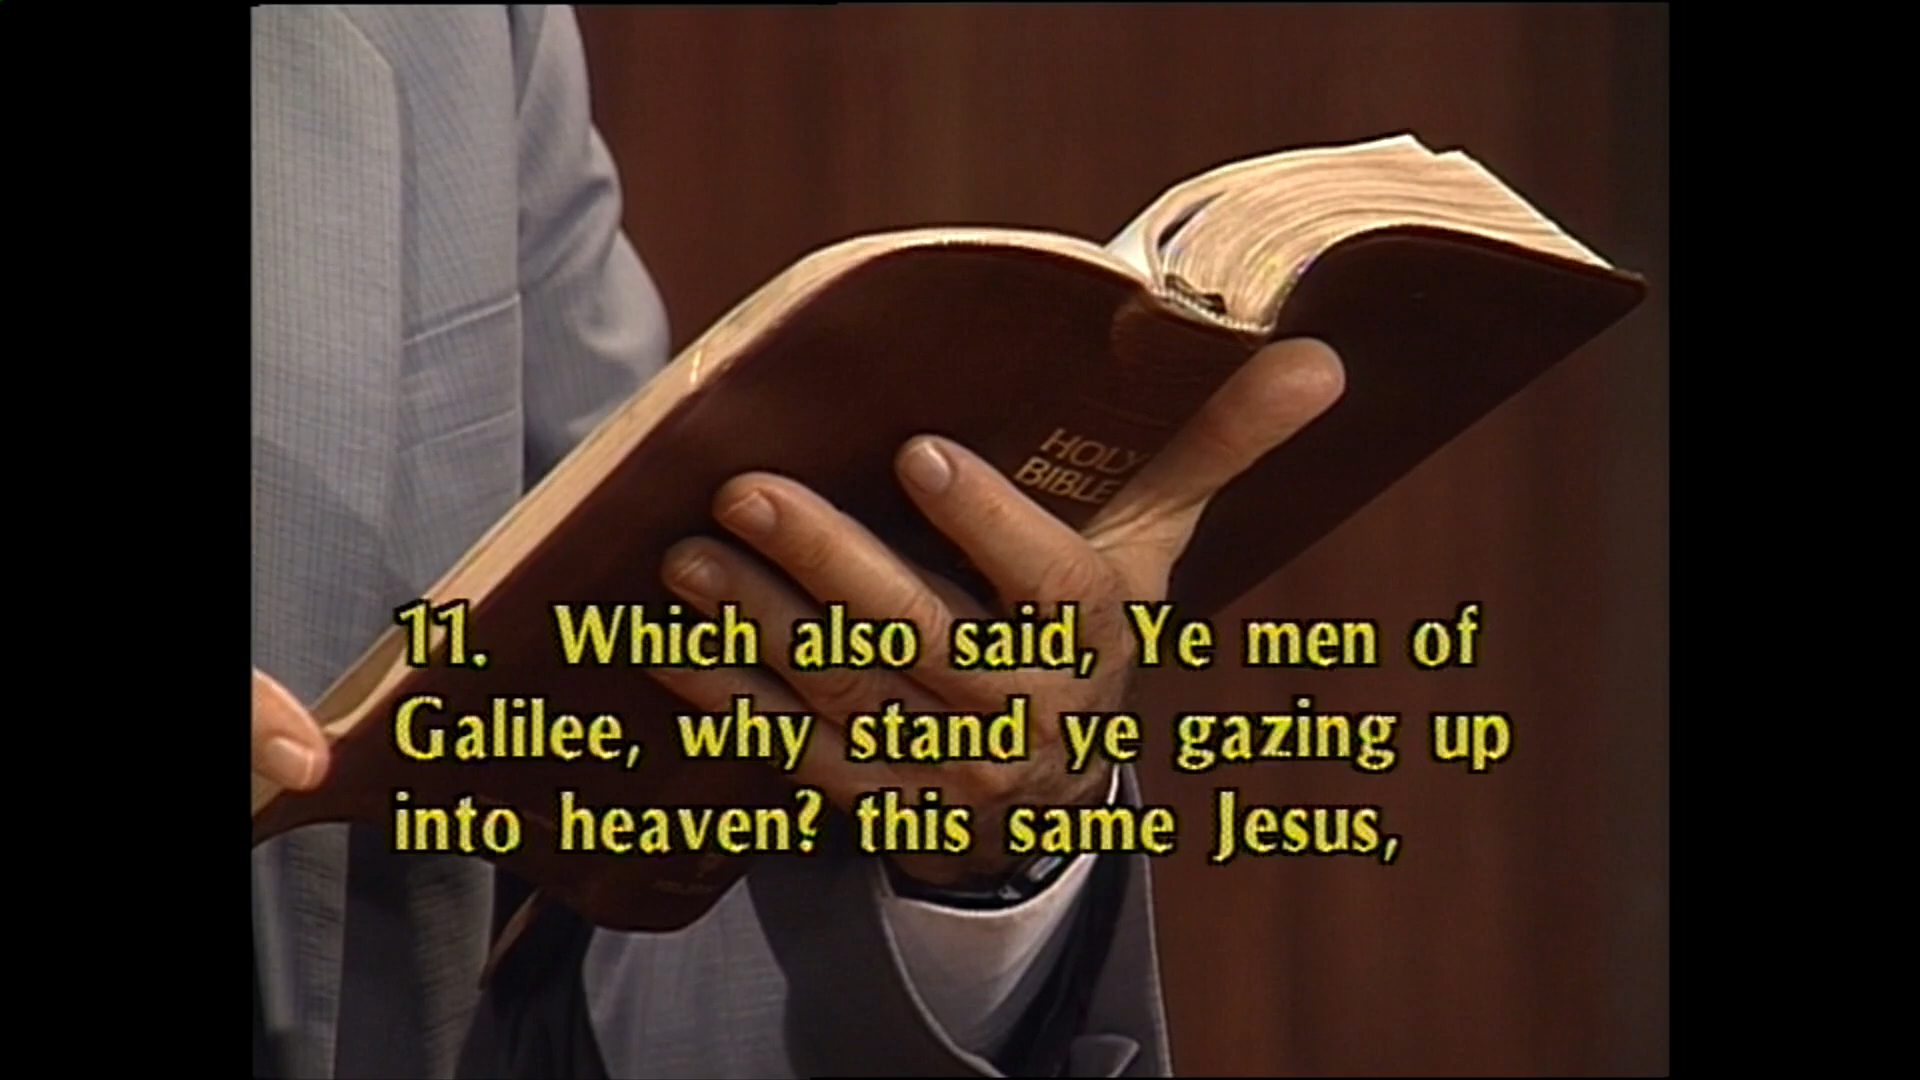 HOLY
BIBLE
11. Which also said, Ye men of
Galilee, why stand ye gazing up
into heaven? this same Jesus,